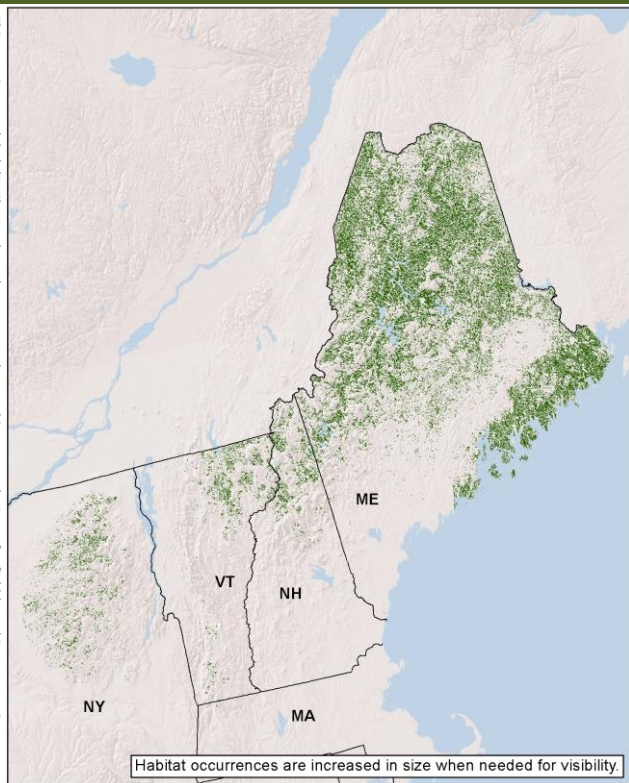 ME
VT
NH
NY
MA
Habitat occurrences are increased in size when needed for visibility.